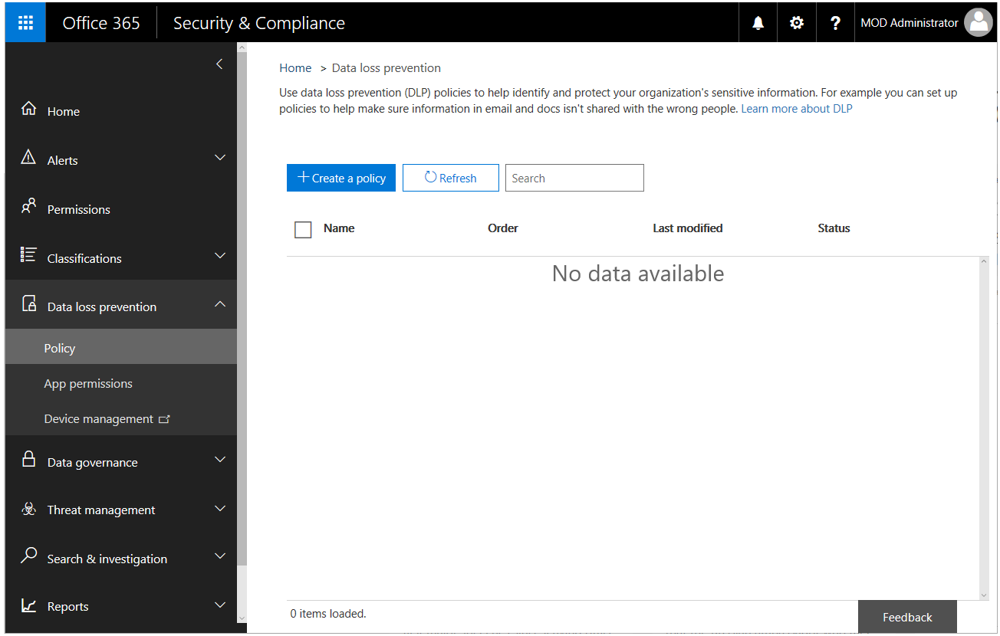 Office 365
Security & Compliance
MOD Administrator
Home
Alerts
Permissions
Classifications
Data loss prevention
Policy
App permissions
Device management
Data governance
Threat management
Search & investigation
Reports
Home > Data loss prevention
Use data loss prevention (DLP) policies to help identify and protect your organization's sensitive information. For example you can set up
policies to help make sure information in email and docs isn't shared with the wrong people. Learn more about DLP
Create a policy
Refresh
Search
Name Order Last modified Status
No data available
0 items loaded.
Feedback